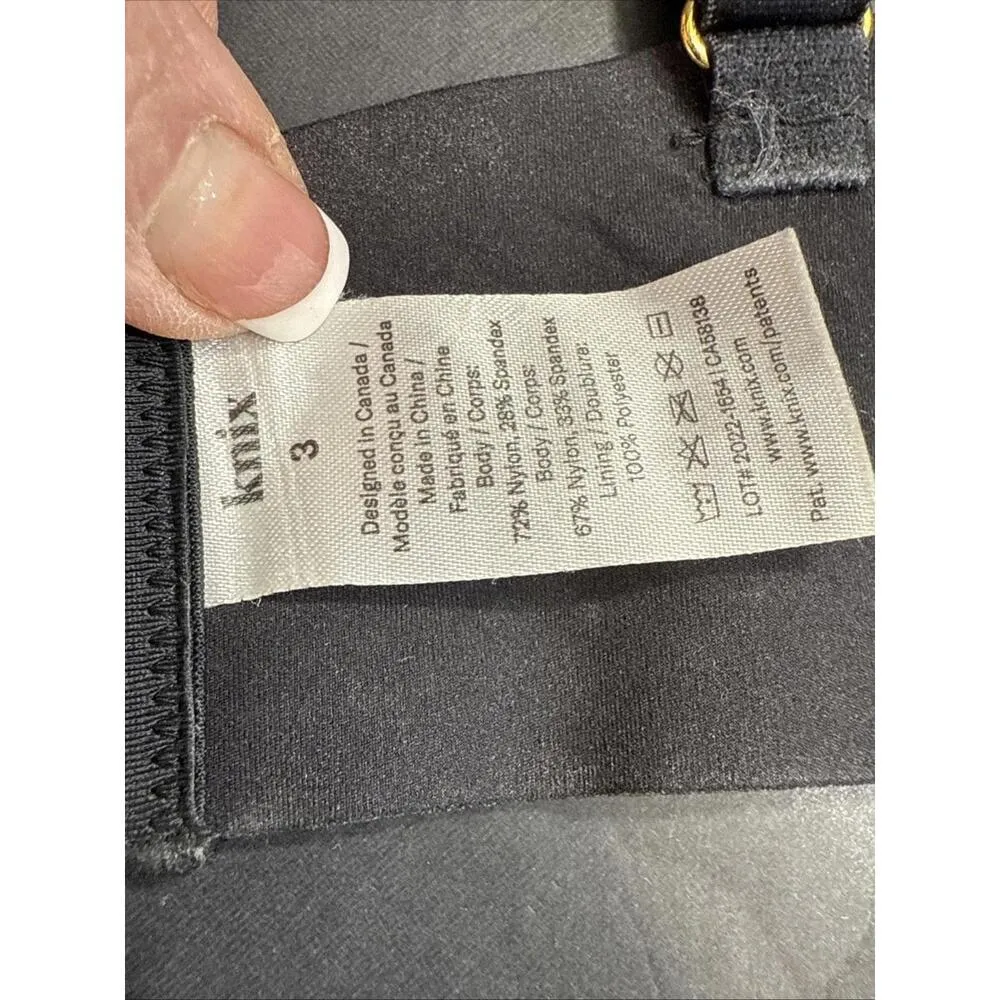 knix
3
Designed in Canada /
Modèle conçu au Canada
Made in China /
Fabriqué en Chine
Body / Corps:
72% Nylon, 28% Spandex
Body / Corps:
67% Nylon, 33% Spandex
Lining / Doublure:
100% Polyester
LOT# 2022-1654 | CA58138
www.knix.com
Pat. www.knix.com/patents